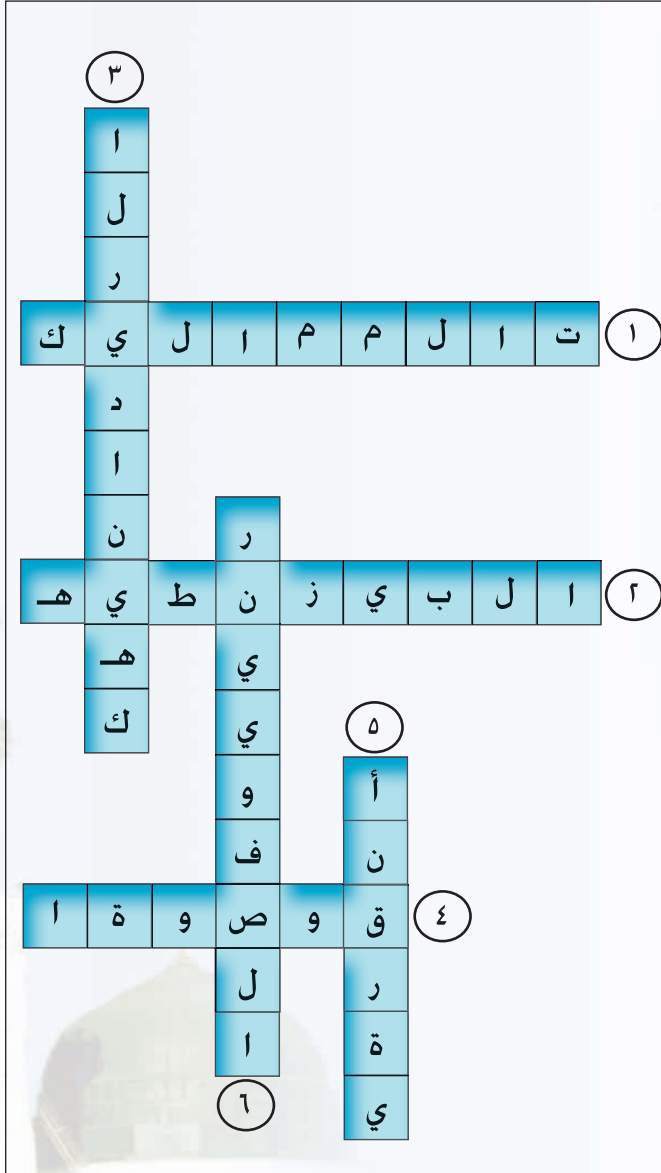 ٣
ا
ل
ر
١ ت ا ل م م ا ل ي ك
د
ا
ن
ر
٢ ا ل ب ي ز ن ط ي هـ
ي هـ
ي ك
٥
و أ
ف ن
٤ ق و ص و ة ا
ل ر
ا ة
٦ ي